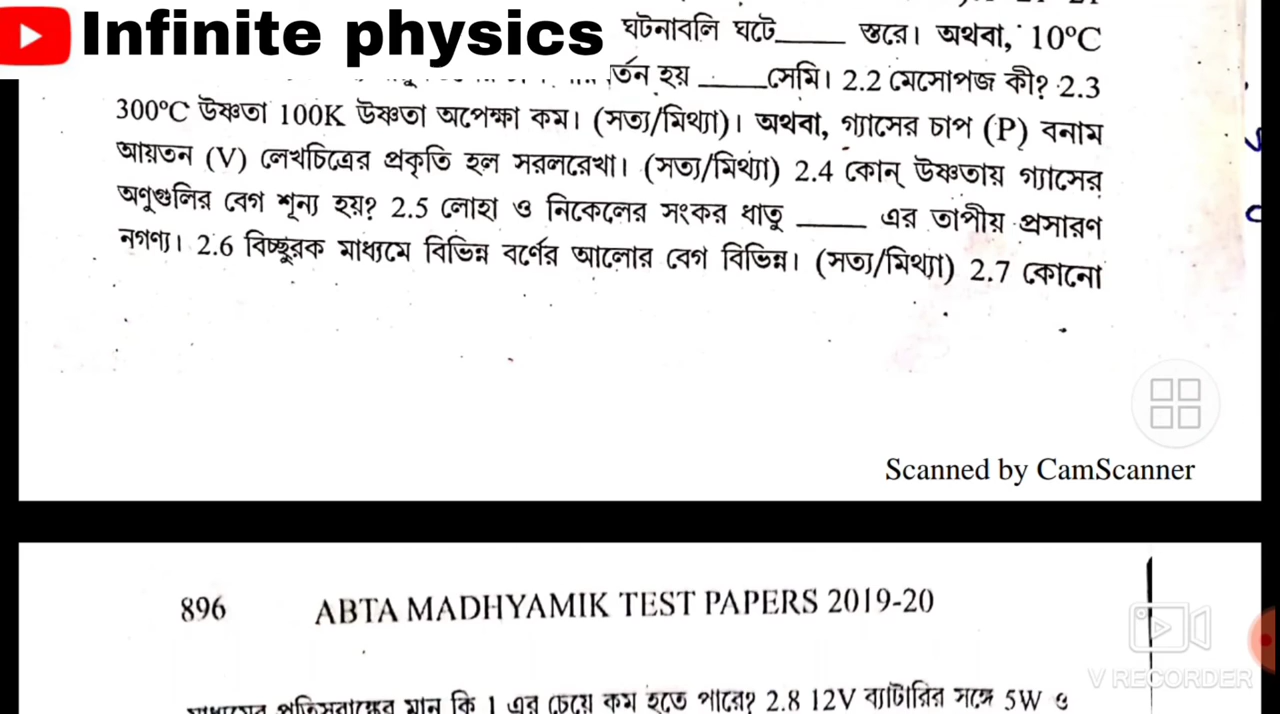 Infinite physics ঘটনাবলি ঘটে_____ স্তরে। অথবা, 10°C
র্তন হয় _____সেমি। 2.2 মেসোপজ কী? 2.3
300°C উষ্ণতা 100K উষ্ণতা অপেক্ষা কম। (সত্য/মিথ্যা)। অথবা, গ্যাসের চাপ (P) বনাম
আয়তন (V) লেখচিত্রের প্রকৃতি হল সরলরেখা। (সত্য/মিথ্যা) 2.4 কোন্ উষ্ণতায় গ্যাসের
অণুগুলির বেগ শূন্য হয়? 2.5 লোহা ও নিকেলের সংকর ধাতু _____ এর তাপীয় প্রসারণ
নগণ্য। 2.6 বিচ্ছুরক মাধ্যমে বিভিন্ন বর্ণের আলোর বেগ বিভিন্ন। (সত্য/মিথ্যা) 2.7 কোনো
Scanned by CamScanner
896 ABTA MADHYAMIK TEST PAPERS 2019-20
V RECORDER
মাধ্যমের প্রতিসরাঙ্কের মান কি 1 এর চেয়ে কম হতে পারে? 2.8 12V ব্যাটারির সঙ্গে 5W ও